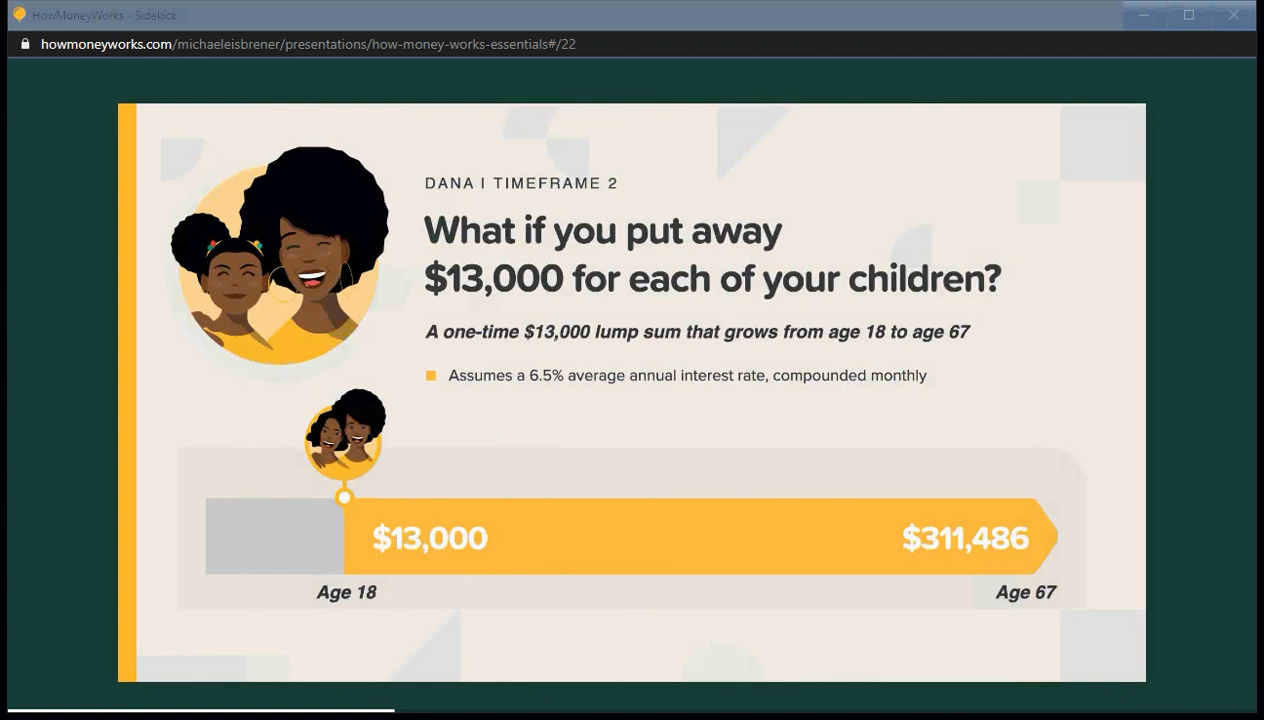 HowMoneyWorks - Sidekick
howmoneyworks.com/michaeleisbrener/presentations/how-money-works-essentials#/22
DANA | TIMEFRAME 2
What if you put away
$13,000 for each of your children?
A one-time $13,000 lump sum that grows from age 18 to age 67
Assumes a 6.5% average annual interest rate, compounded monthly
$13,000 $311,486
Age 18 Age 67